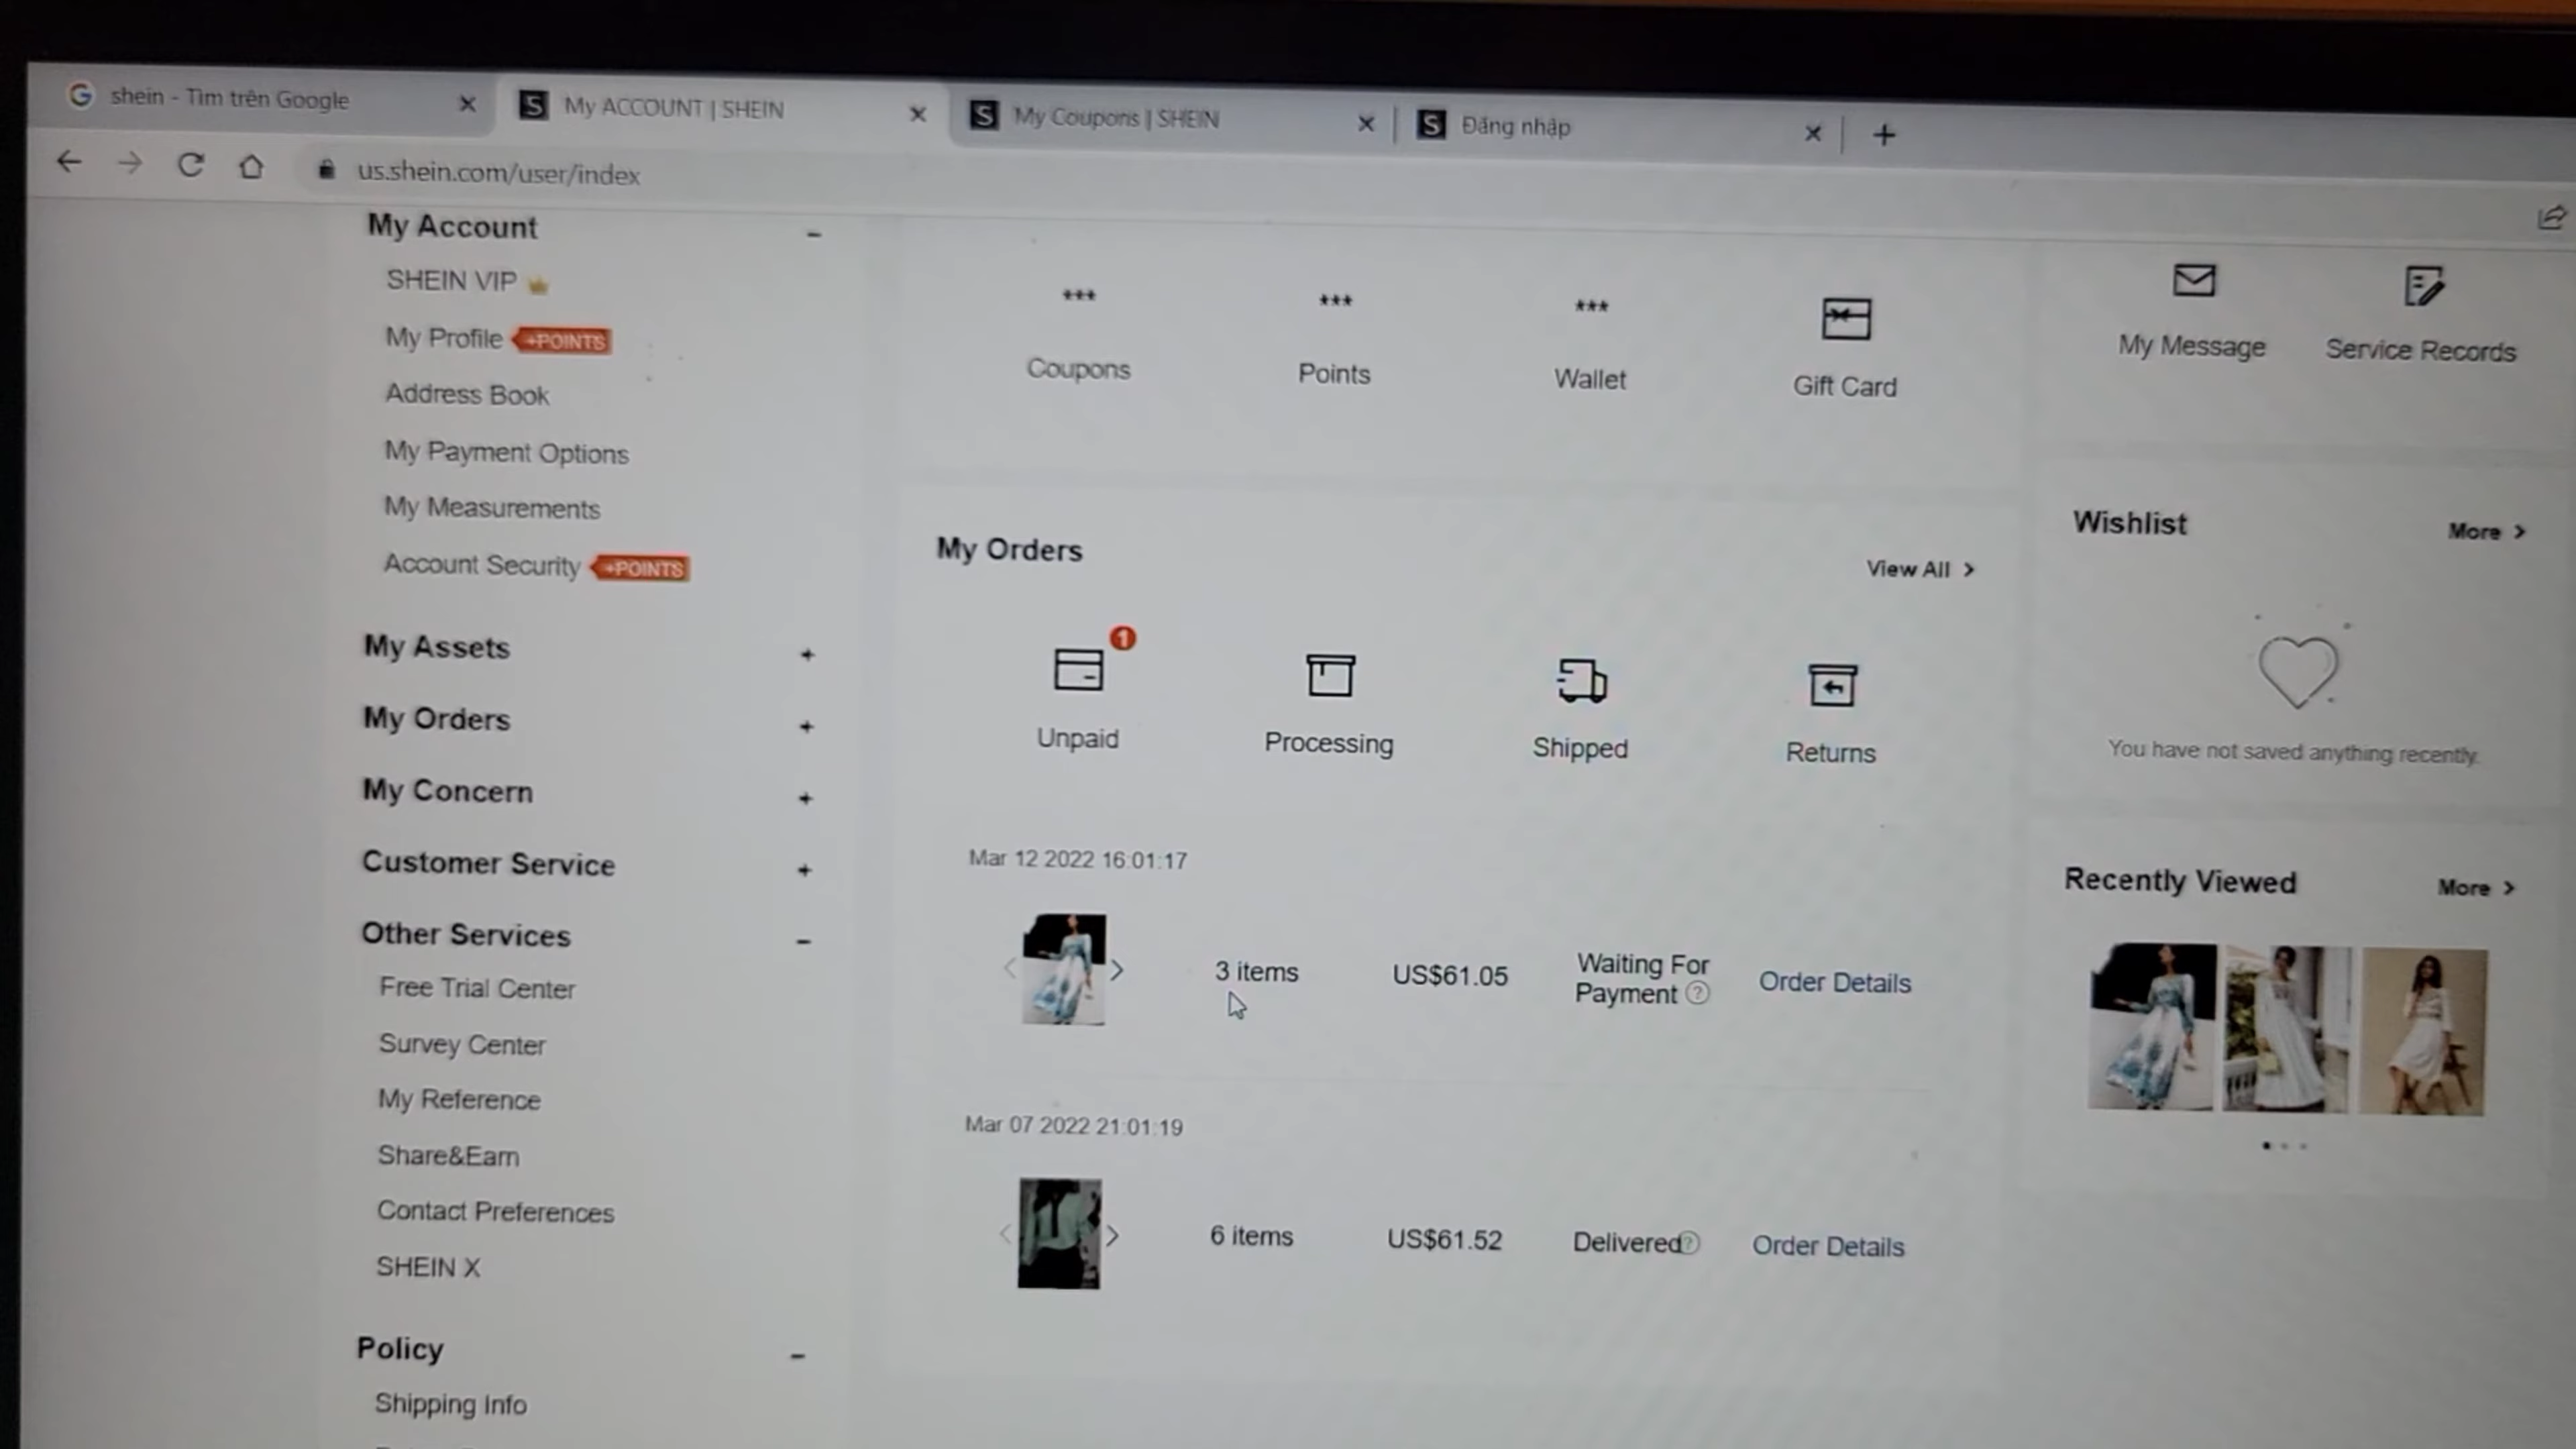 shein - Tìm trên Google
My ACCOUNT | SHEIN
My Coupons | SHEIN
Đăng nhập
us.shein.com/user/index
My Account
SHEIN VIP
My Profile +POINTS
Address Book
My Payment Options
My Measurements
Account Security +POINTS
My Assets
My Orders
My Concern
Customer Service
Other Services
Free Trial Center
Survey Center
My Reference
Share&Earn
Contact Preferences
SHEIN X
Policy
Shipping Info
*** *** ***
Coupons Points Wallet Gift Card
My Orders View All >
1
Unpaid Processing Shipped Returns
Mar 12 2022 16:01:17
3 items US$61.05 Waiting For Payment ? Order Details
Mar 07 2022 21:01:19
6 items US$61.52 Delivered ? Order Details
My Message Service Records
Wishlist More >
You have not saved anything recently.
Recently Viewed More >